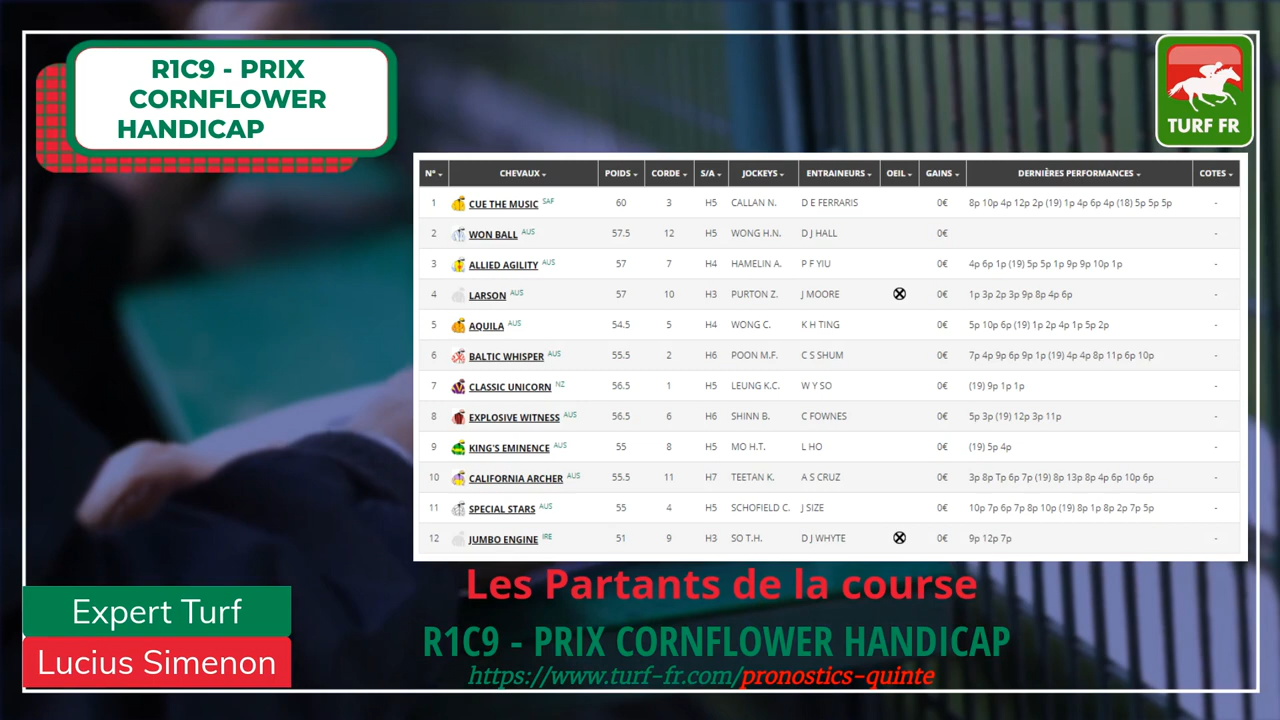 R1C9 - PRIX
CORNFLOWER
HANDICAP
TURF FR
N° CHEVAUX POIDS CORDE S/A JOCKEYS ENTRAINEURS OEIL GAINS DERNIÈRES PERFORMANCES COTES
1 CUE THE MUSIC SAF 60 3 H5 CALLAN N. D E FERRARIS 0€ 8p 10p 4p 12p 2p (19) 1p 4p 6p 4p (18) 5p 5p 5p -
2 WON BALL AUS 57.5 12 H5 WONG H.N. D J HALL 0€ -
3 ALLIED AGILITY AUS 57 7 H4 HAMELIN A. P F YIU 0€ 4p 6p 1p (19) 5p 5p 1p 9p 9p 10p 1p -
4 LARSON AUS 57 10 H3 PURTON Z. J MOORE 0€ 1p 3p 2p 3p 9p 8p 4p 6p -
5 AQUILA AUS 54.5 5 H4 WONG C. K H TING 0€ 5p 10p 6p (19) 1p 2p 4p 1p 5p 2p -
6 BALTIC WHISPER AUS 55.5 2 H6 POON M.F. C S SHUM 0€ 7p 4p 9p 6p 9p 1p (19) 4p 4p 8p 11p 6p 10p -
7 CLASSIC UNICORN NZ 56.5 1 H5 LEUNG K.C. W Y SO 0€ (19) 9p 1p 1p -
8 EXPLOSIVE WITNESS AUS 56.5 6 H6 SHINN B. C FOWNES 0€ 5p 3p (19) 12p 3p 11p -
9 KING'S EMINENCE AUS 55 8 H5 MO H.T. L HO 0€ (19) 5p 4p -
10 CALIFORNIA ARCHER AUS 55.5 11 H7 TEETAN K. A S CRUZ 0€ 3p 8p Tp 6p 7p (19) 8p 13p 8p 4p 6p 10p 6p -
11 SPECIAL STARS AUS 55 4 H5 SCHOFIELD C. J SIZE 0€ 10p 7p 6p 7p 8p 10p (19) 8p 1p 8p 2p 7p 5p -
12 JUMBO ENGINE IRE 51 9 H3 SO T.H. D J WHYTE 0€ 9p 12p 7p -
Les Partants de la course
R1C9 - PRIX CORNFLOWER HANDICAP
https://www.turf-fr.com/pronostics-quinte
Expert Turf
Lucius Simenon